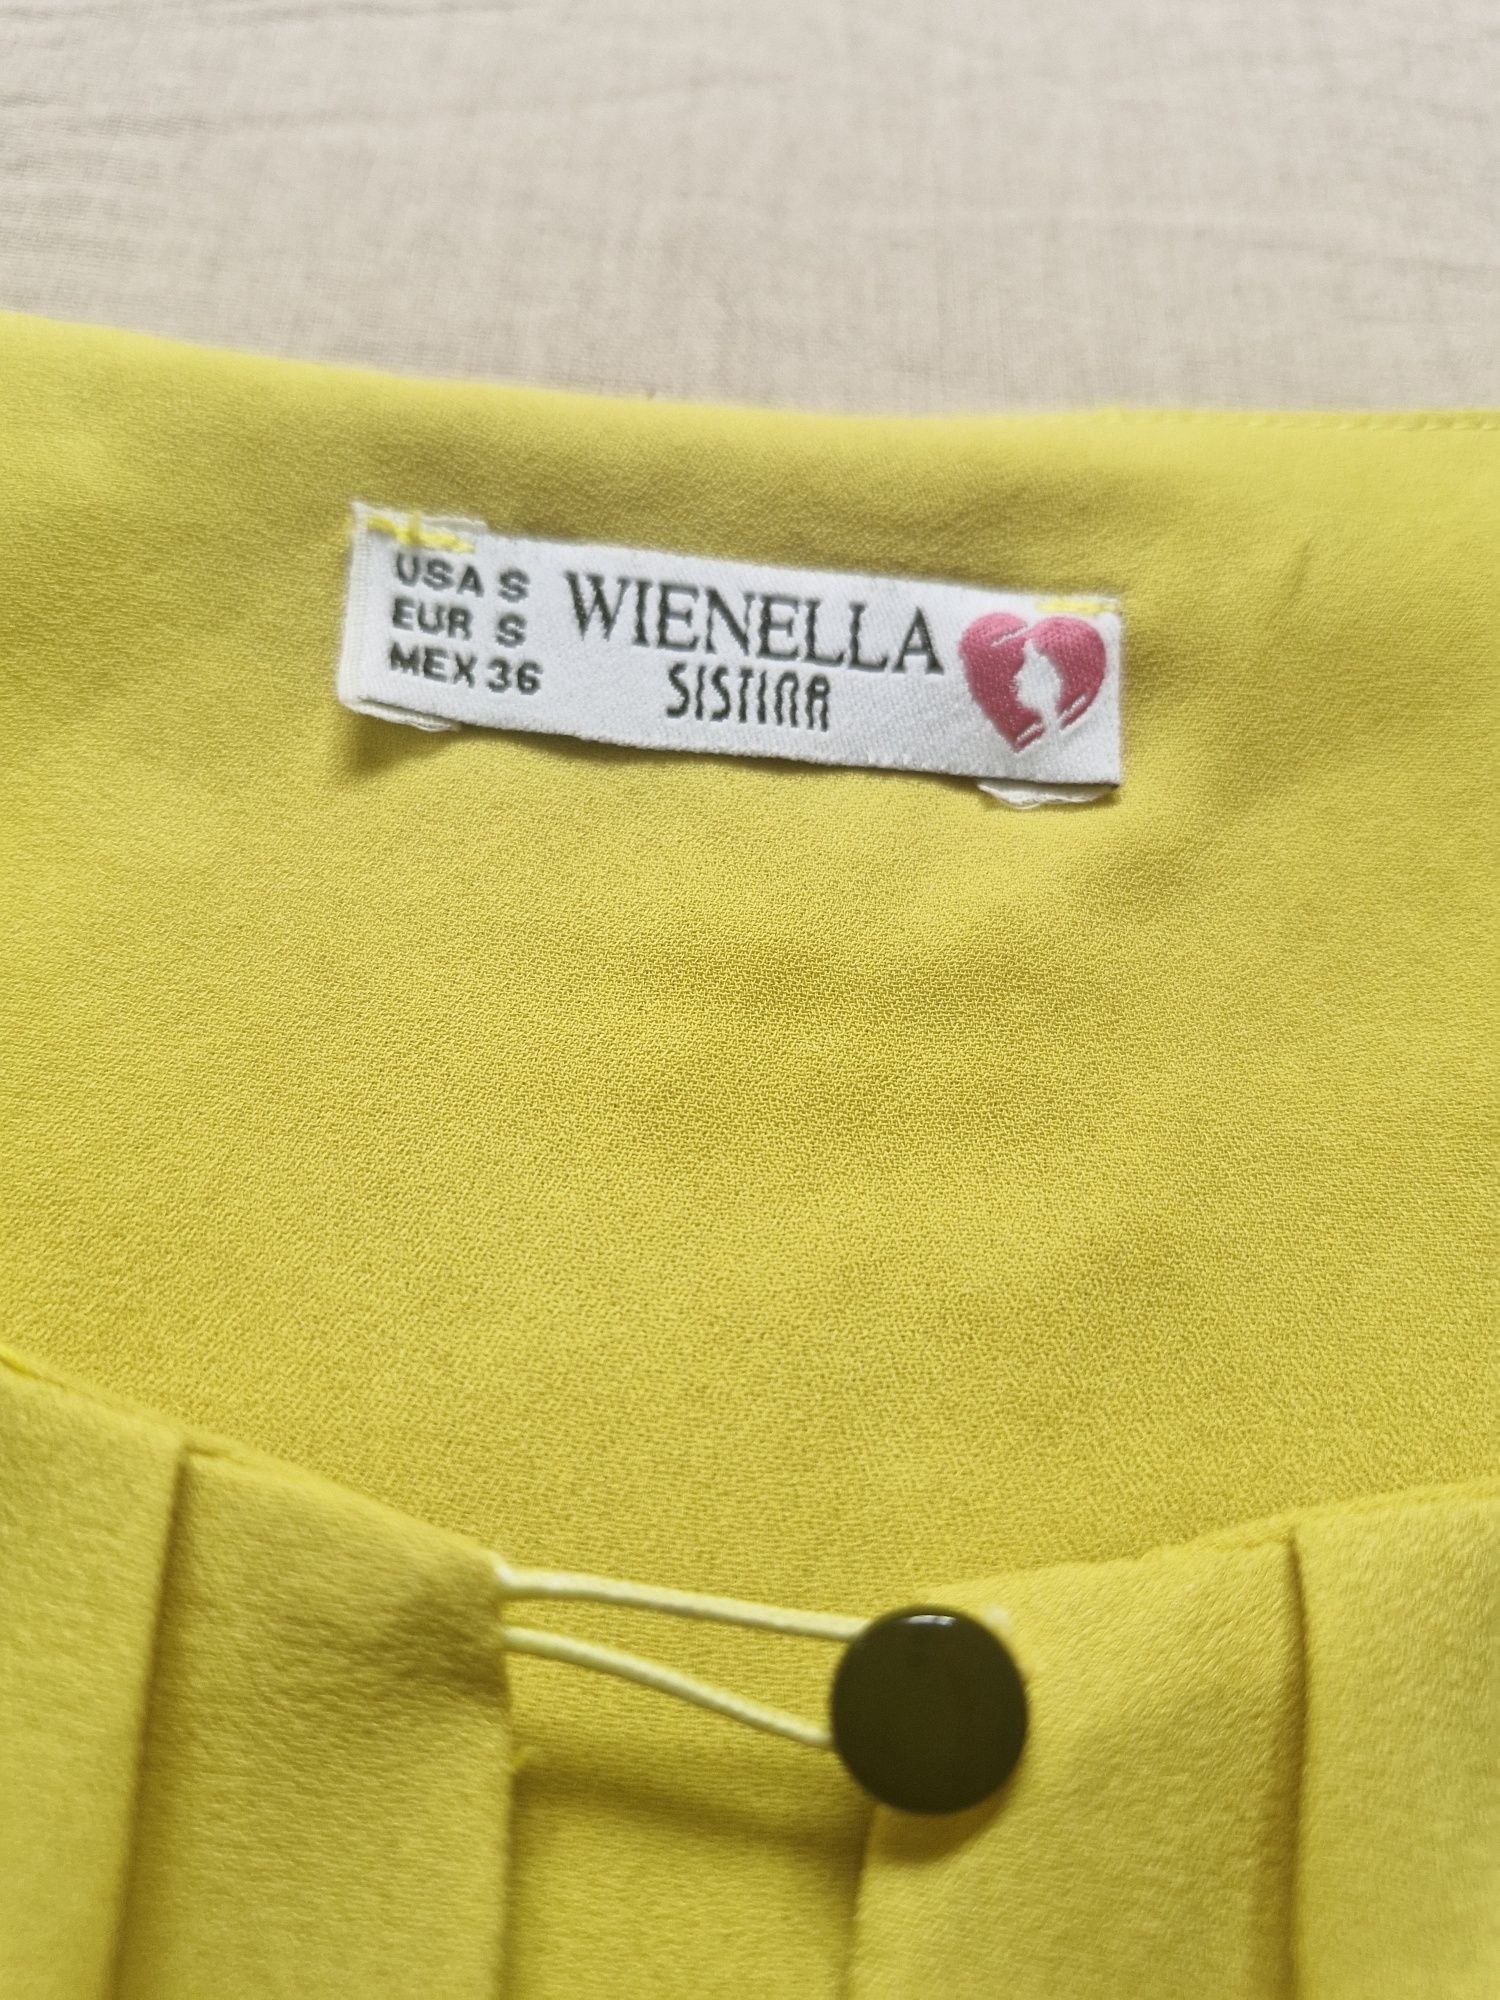 USA S
EUR S
MEX 36
WIENELLA
SISTINA